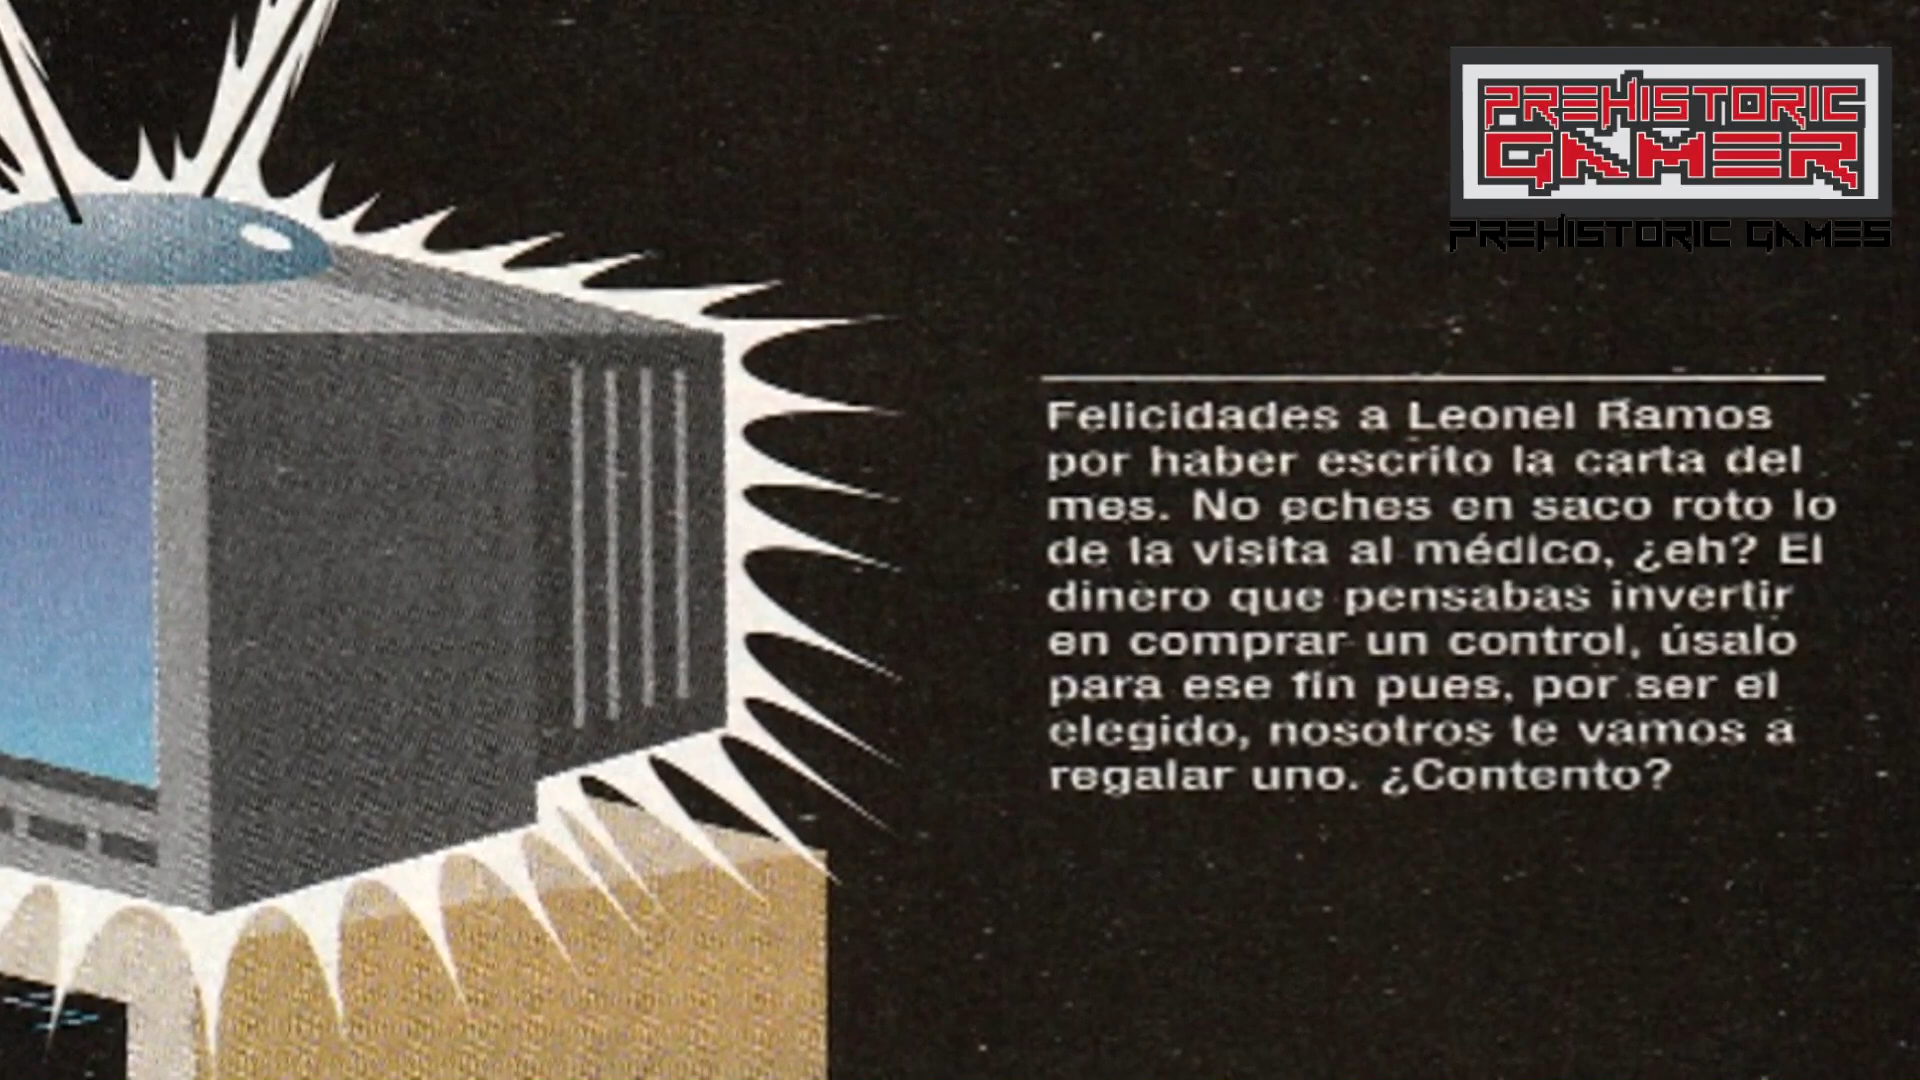 PREHISTORIC
GAMER
PREHISTORIC GAMES
Felicidades a Leonel Ramos
por haber escrito la carta del
mes. No eches en saco roto lo
de la visita al médico, ¿eh? El
dinero que pensabas invertir
en comprar un control, úsalo
para ese fin pues, por ser el
elegido, nosotros te vamos a
regalar uno. ¿Contento?